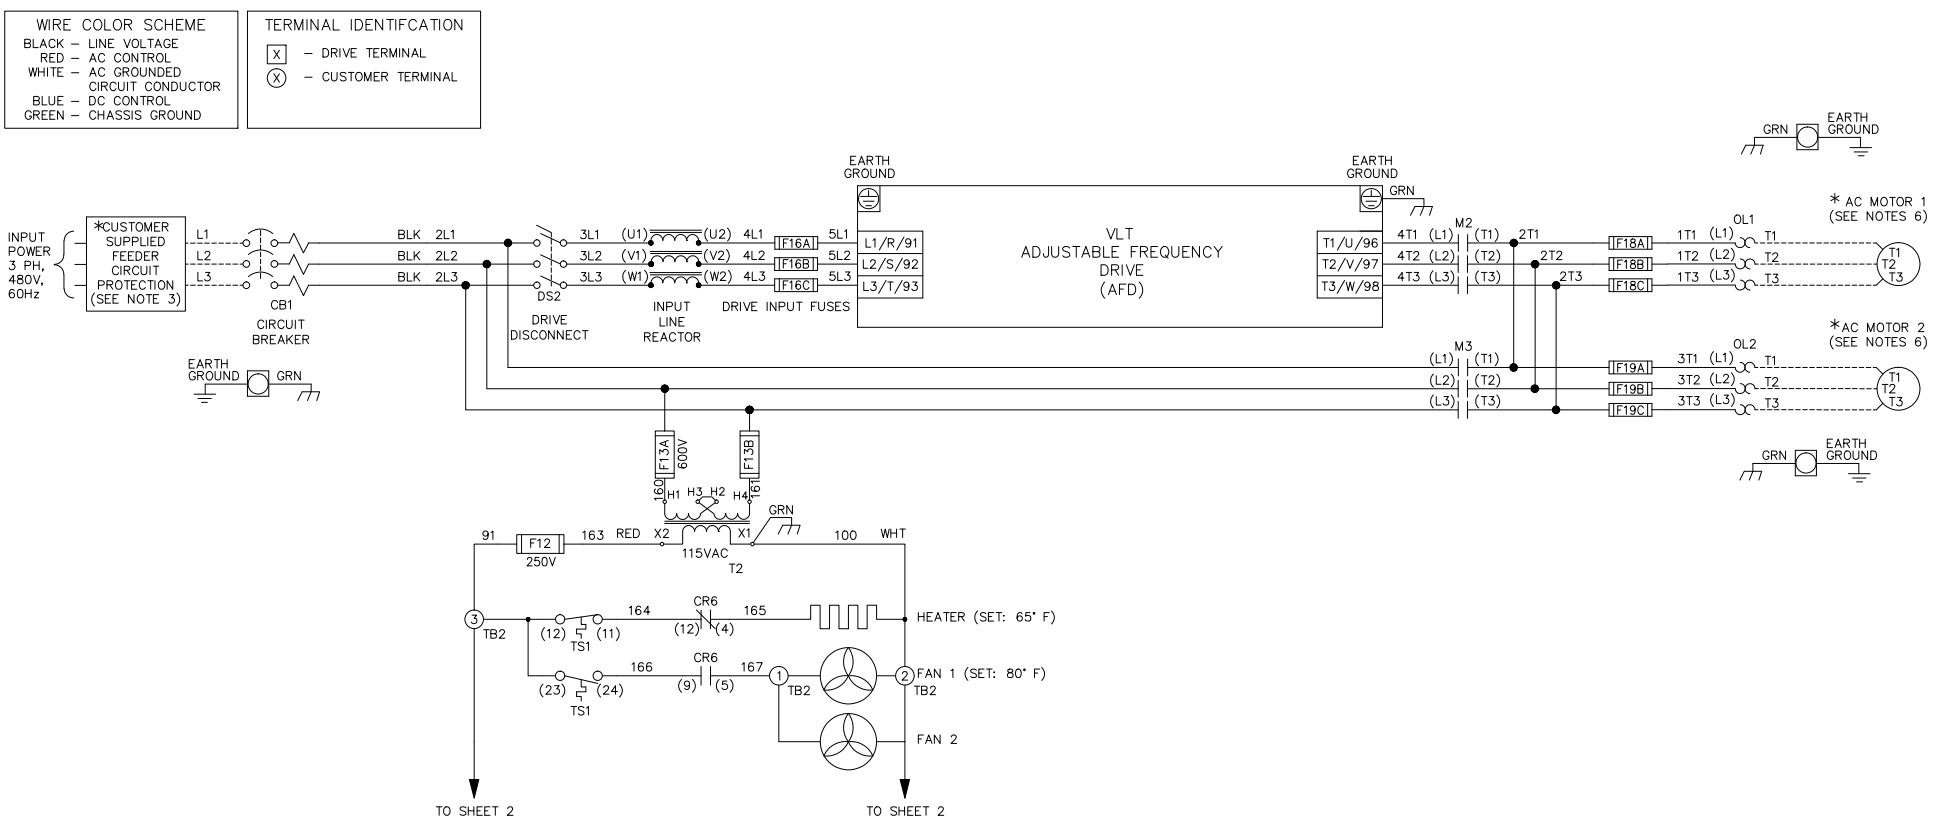 WIRE COLOR SCHEME
BLACK – LINE VOLTAGE
RED – AC CONTROL
WHITE – AC GROUNDED
CIRCUIT CONDUCTOR
BLUE – DC CONTROL
GREEN – CHASSIS GROUND
TERMINAL IDENTIFCATION
X – DRIVE TERMINAL
X – CUSTOMER TERMINAL
INPUT
POWER
3 PH,
480V,
60Hz
*CUSTOMER
SUPPLIED
FEEDER
CIRCUIT
PROTECTION
(SEE NOTE 3)
L1
L2
L3
CB1
CIRCUIT
BREAKER
EARTH
GROUND
GRN
BLK 2L1
BLK 2L2
BLK 2L3
DS2
DRIVE
DISCONNECT
3L1 (U1) (U2) 4L1 F16A 5L1
3L2 (V1) (V2) 4L2 F16B 5L2
3L3 (W1) (W2) 4L3 F16C 5L3
INPUT
LINE
REACTOR
DRIVE INPUT FUSES
EARTH
GROUND
L1/R/91
L2/S/92
L3/T/93
VLT
ADJUSTABLE FREQUENCY
DRIVE
(AFD)
EARTH
GROUND
GRN
T1/U/96
T2/V/97
T3/W/98
M2
4T1 (L1) (T1) 2T1 F18A 1T1 (L1) T1
4T2 (L2) (T2) 2T2 F18B 1T2 (L2) T2
4T3 (L3) (T3) 2T3 F18C 1T3 (L3) T3
OL1
GRN
EARTH
GROUND
* AC MOTOR 1
(SEE NOTES 6)
T1
T2
T3
M3
(L1) (T1) F19A 3T1 (L1) T1
(L2) (T2) F19B 3T2 (L2) T2
(L3) (T3) F19C 3T3 (L3) T3
OL2
*AC MOTOR 2
(SEE NOTES 6)
T1
T2
T3
GRN
EARTH
GROUND
F13A
600V
F13B
160
161
H1 H3 H2 H4
GRN
91 F12 163 RED X2 X1 100 WHT
250V
115VAC
T2
3
TB2
(12) (11)
TS1
164
CR6
(12) (4)
165
HEATER (SET: 65° F)
(23) (24)
TS1
166
CR6
(9) (5)
167
1
TB2
2
TB2
FAN 1 (SET: 80° F)
FAN 2
TO SHEET 2
TO SHEET 2